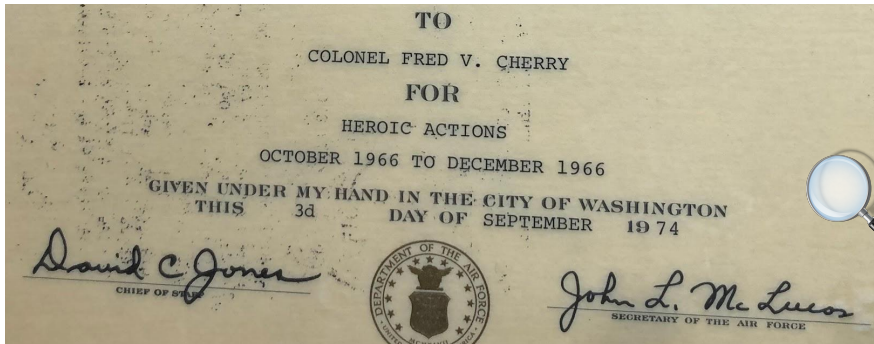 TO
COLONEL FRED V. CHERRY
FOR
HEROIC ACTIONS
OCTOBER 1966 TO DECEMBER 1966
GIVEN UNDER MY HAND IN THE CITY OF WASHINGTON
THIS 3d DAY OF SEPTEMBER 1974
David C Jones
CHIEF OF STAFF
DEPARTMENT OF THE AIR FORCE
John L. McLucas
SECRETARY OF THE AIR FORCE